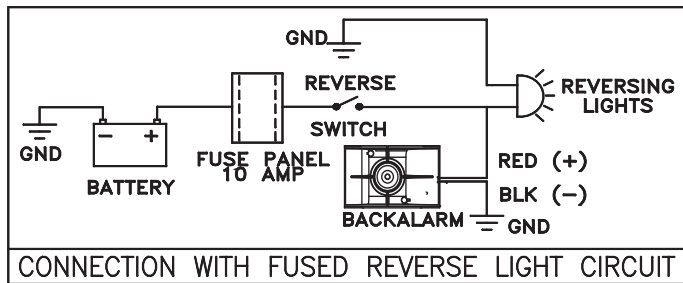 GND
REVERSE
SWITCH
REVERSING
LIGHTS
GND
− +
BATTERY
FUSE PANEL
10 AMP
RED (+)
BLK (−)
BACKALARM
GND
CONNECTION WITH FUSED REVERSE LIGHT CIRCUIT